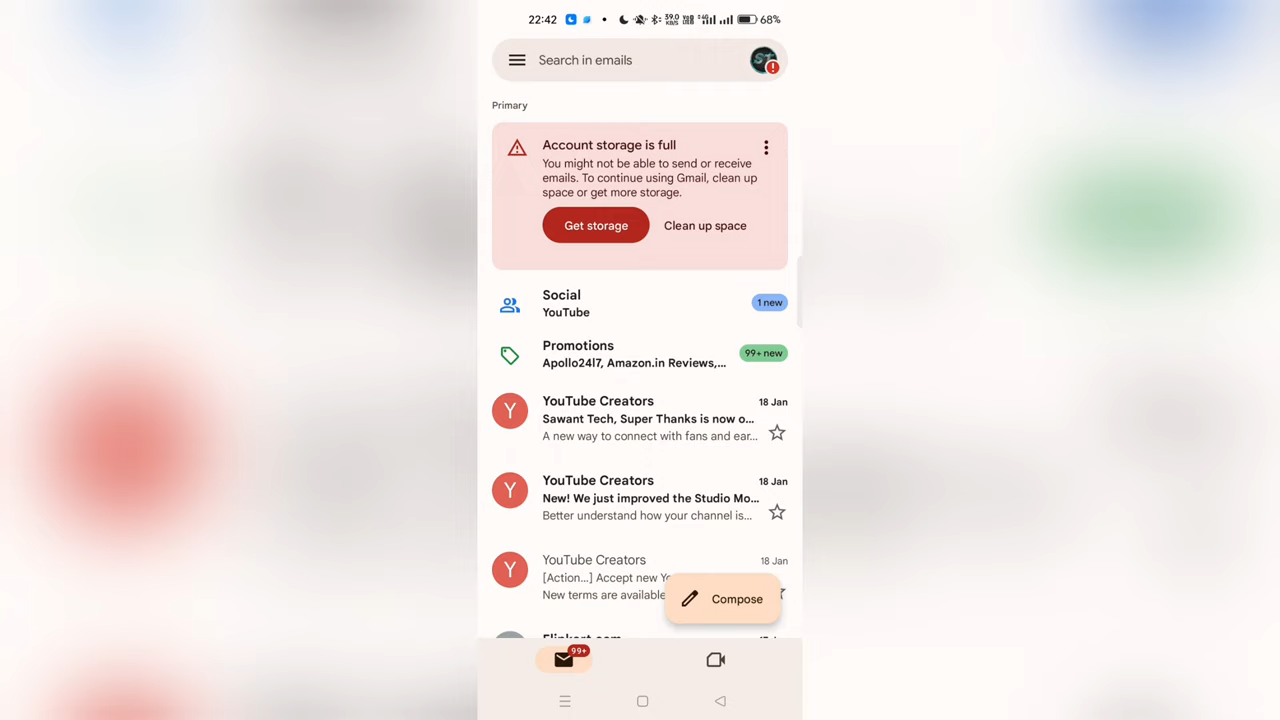 22:42 68%
Search in emails
Primary
Account storage is full
You might not be able to send or receive
emails. To continue using Gmail, clean up
space or get more storage.
Get storage Clean up space
Social 1 new
YouTube
Promotions 99+ new
Apollo24l7, Amazon.in Reviews,...
Y YouTube Creators 18 Jan
Sawant Tech, Super Thanks is now o...
A new way to connect with fans and ear...
Y YouTube Creators 18 Jan
New! We just improved the Studio Mo...
Better understand how your channel is...
Y YouTube Creators 18 Jan
[Action...] Accept new Yo
New terms are available
Compose
99+